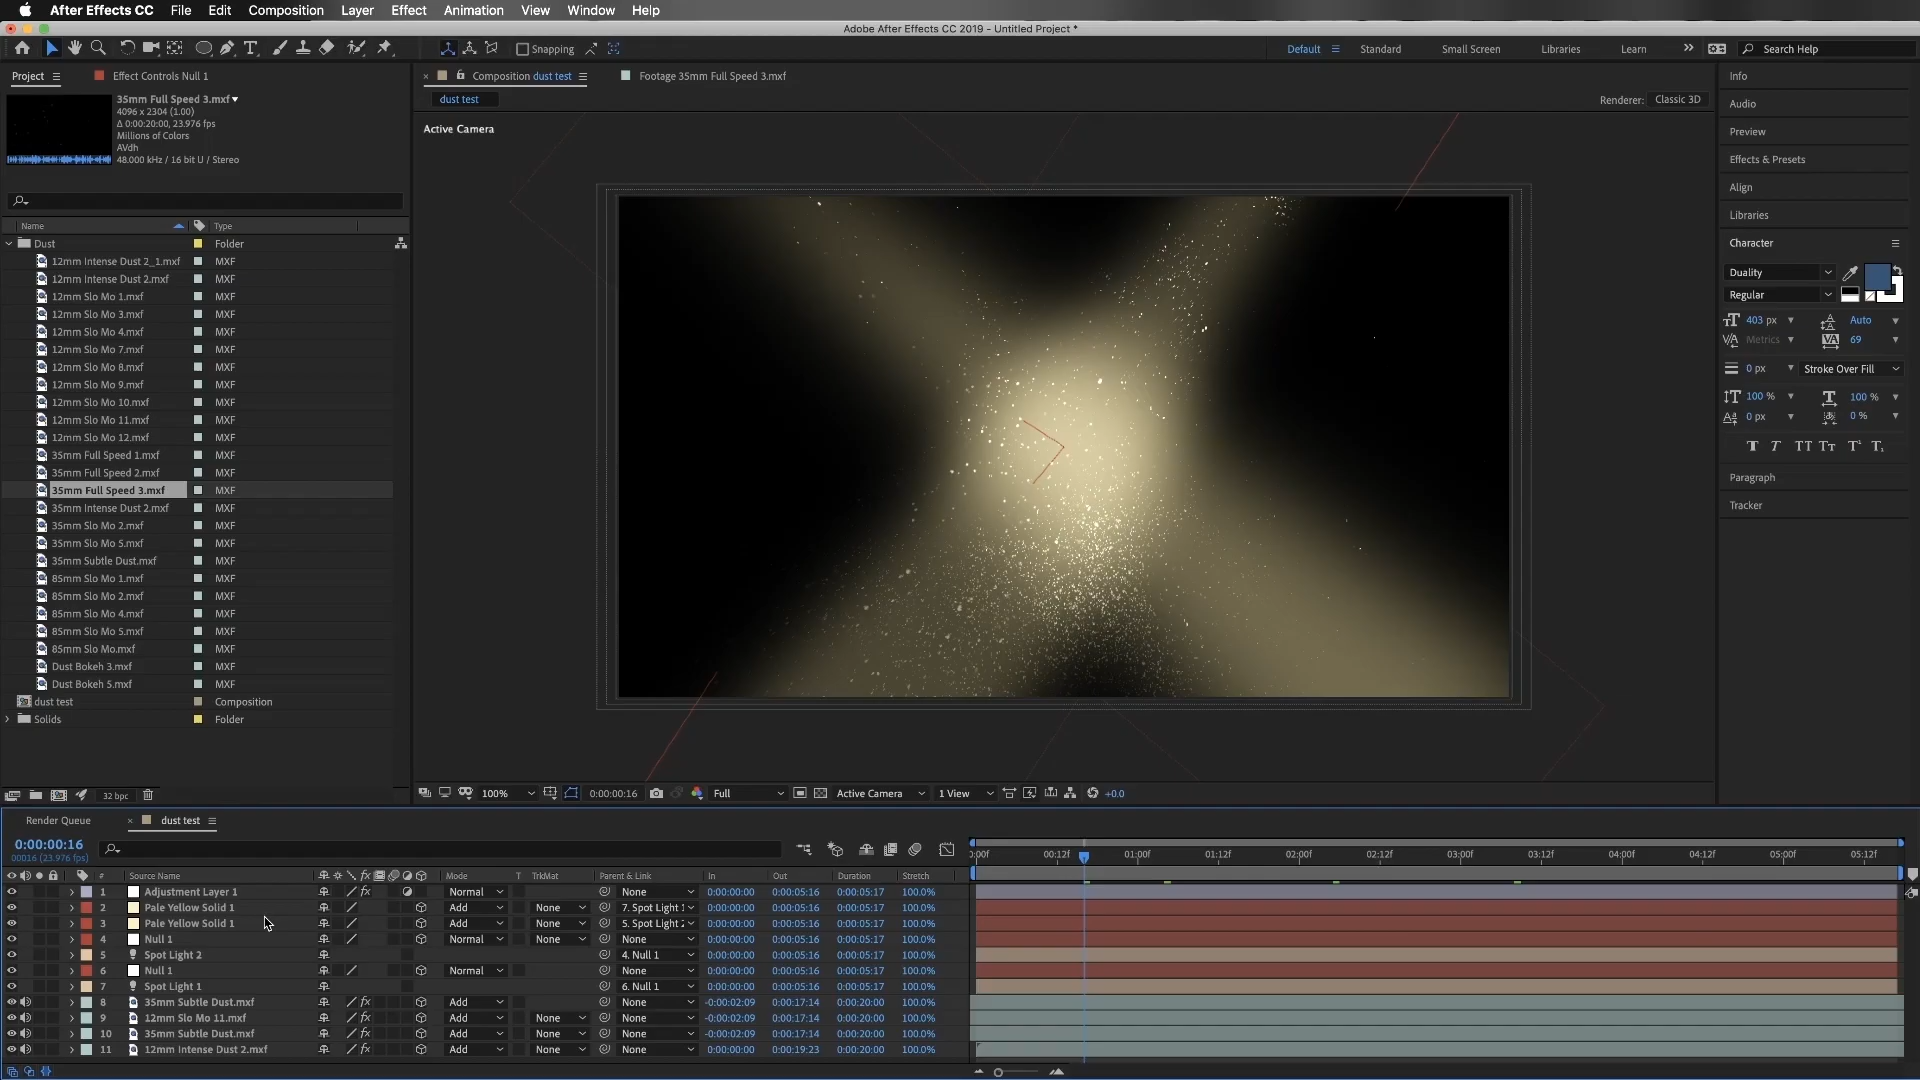 After Effects CC File Edit Composition Layer Effect Animation View Window Help
Adobe After Effects CC 2019 - Untitled Project *
Snapping Default Standard Small Screen Libraries Learn Search Help
Project Effect Controls Null 1
Composition dust test Footage 35mm Full Speed 3.mxf
dust test Renderer: Classic 3D
Active Camera
35mm Full Speed 3.mxf
4096 x 2304 (1.00)
Δ 0:00:20:00, 23.976 fps
Millions of Colors
AVdh
48.000 kHz / 16 bit U / Stereo
Name Type
Dust Folder
12mm Intense Dust 2_1.mxf MXF
12mm Intense Dust 2.mxf MXF
12mm Slo Mo 1.mxf MXF
12mm Slo Mo 3.mxf MXF
12mm Slo Mo 4.mxf MXF
12mm Slo Mo 7.mxf MXF
12mm Slo Mo 8.mxf MXF
12mm Slo Mo 9.mxf MXF
12mm Slo Mo 10.mxf MXF
12mm Slo Mo 11.mxf MXF
12mm Slo Mo 12.mxf MXF
35mm Full Speed 1.mxf MXF
35mm Full Speed 2.mxf MXF
35mm Full Speed 3.mxf MXF
35mm Intense Dust 2.mxf MXF
35mm Slo Mo 2.mxf MXF
35mm Slo Mo 5.mxf MXF
35mm Subtle Dust.mxf MXF
85mm Slo Mo 1.mxf MXF
85mm Slo Mo 2.mxf MXF
85mm Slo Mo 4.mxf MXF
85mm Slo Mo 5.mxf MXF
85mm Slo Mo.mxf MXF
Dust Bokeh 3.mxf MXF
Dust Bokeh 5.mxf MXF
dust test Composition
Solids Folder
32 bpc
100% 0:00:00:16 Full Active Camera 1 View +0.0
Info
Audio
Preview
Effects & Presets
Align
Libraries
Character
Duality
Regular
403 px Auto
Metrics 69
0 px Stroke Over Fill
100 % 100 %
0 px 0 %
Paragraph
Tracker
Render Queue dust test
0:00:00:16
00016 (23.976 fps)
00:12f 01:00f 01:12f 02:00f 02:12f 03:00f 03:12f 04:00f 04:12f 05:00f 05:12f
# Source Name Mode T TrkMat Parent & Link In Out Duration Stretch
1 Adjustment Layer 1 Normal None 0:00:00:00 0:00:05:16 0:00:05:17 100.0%
2 Pale Yellow Solid 1 Add None 7. Spot Light 0:00:00:00 0:00:05:16 0:00:05:17 100.0%
3 Pale Yellow Solid 1 Add None 5. Spot Light 0:00:00:00 0:00:05:16 0:00:05:17 100.0%
4 Null 1 Normal None None 0:00:00:00 0:00:05:16 0:00:05:17 100.0%
5 Spot Light 2 4. Null 1 0:00:00:00 0:00:05:16 0:00:05:17 100.0%
6 Null 1 Normal None 0:00:00:00 0:00:05:16 0:00:05:17 100.0%
7 Spot Light 1 6. Null 1 0:00:00:00 0:00:05:16 0:00:05:17 100.0%
8 35mm Subtle Dust.mxf Add None -0:00:02:09 0:00:17:14 0:00:20:00 100.0%
9 12mm Slo Mo 11.mxf Add None None -0:00:02:09 0:00:17:14 0:00:20:00 100.0%
10 35mm Subtle Dust.mxf Add None None -0:00:02:09 0:00:17:14 0:00:20:00 100.0%
11 12mm Intense Dust 2.mxf Add None None 0:00:00:00 0:00:19:23 0:00:20:00 100.0%